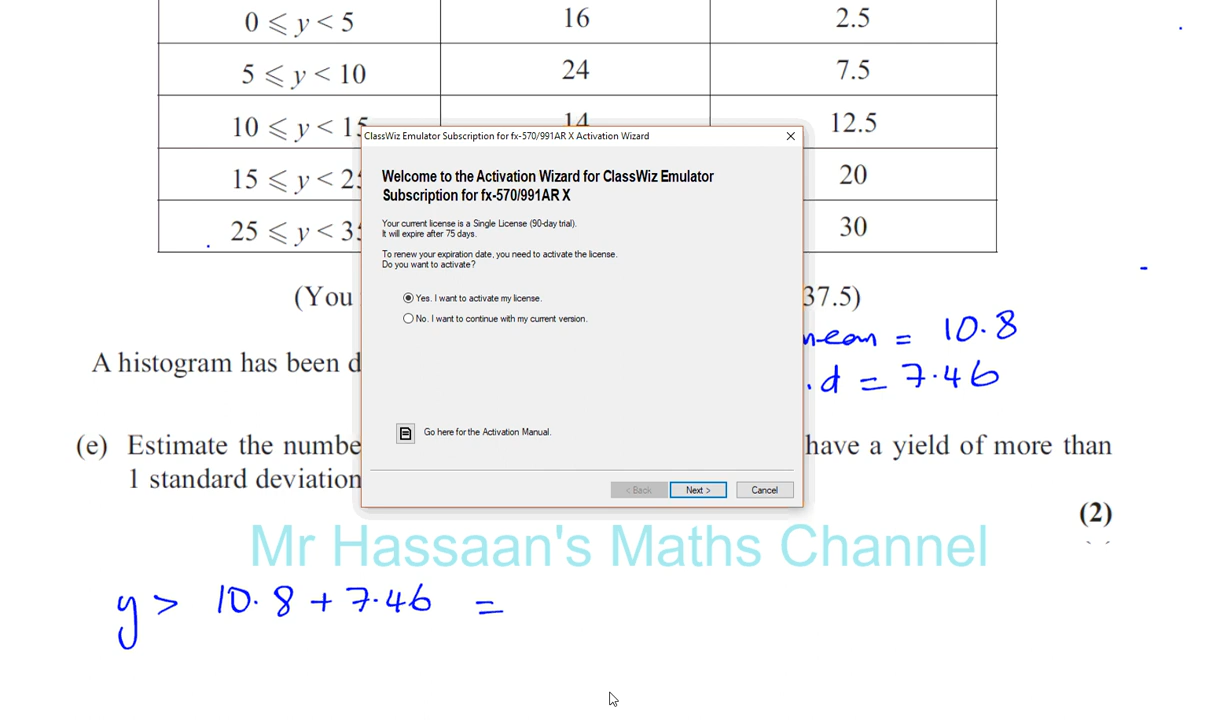 0 ⩽ y < 5 16 2.5
5 ⩽ y < 10 24 7.5
10 ⩽ y < 15 14 12.5
15 ⩽ y < 2 20
25 ⩽ y < 3 30
ClassWiz Emulator Subscription for fx-570/991AR X Activation Wizard
Welcome to the Activation Wizard for ClassWiz Emulator
Subscription for fx-570/991AR X
Your current license is a Single License (90-day trial).
It will expire after 75 days.
To renew your expiration date, you need to activate the license.
Do you want to activate?
Yes. I want to activate my license.
No. I want to continue with my current version.
Go here for the Activation Manual.
< Back Next > Cancel
(You 37.5)
mean = 10.8
.d = 7.46
A histogram has been d
(e) Estimate the numbe have a yield of more than
1 standard deviation
(2)
Mr Hassaan's Maths Channel
y > 10.8 + 7.46 =